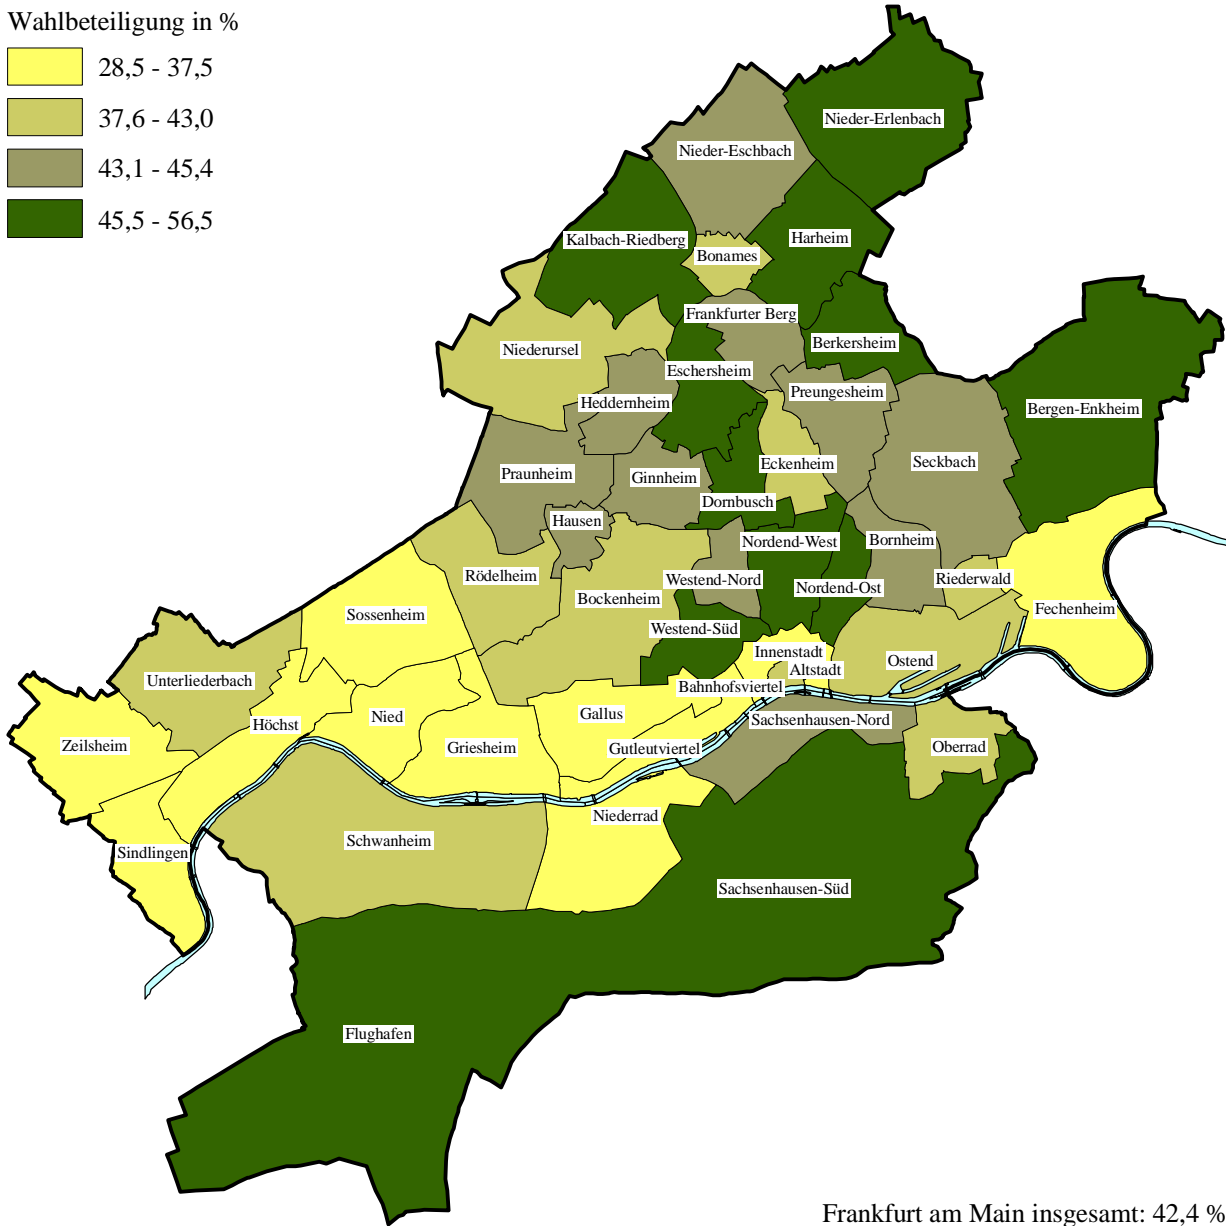 Wahlbeteiligung in %
28,5 - 37,5
37,6 - 43,0
43,1 - 45,4
45,5 - 56,5
Nieder-Erlenbach
Nieder-Eschbach
Kalbach-Riedberg
Harheim
Bonames
Frankfurter Berg
Niederursel
Berkersheim
Eschersheim
Heddernheim
Preungesheim
Bergen-Enkheim
Praunheim
Ginnheim
Eckenheim
Seckbach
Dornbusch
Hausen
Nordend-West
Bornheim
Rödelheim
Westend-Nord
Riederwald
Nordend-Ost
Bockenheim
Sossenheim
Fechenheim
Westend-Süd
Innenstadt
Ostend
Altstadt
Unterliederbach
Bahnhofsviertel
Gallus
Nied
Höchst
Sachsenhausen-Nord
Zeilsheim
Griesheim
Gutleutviertel
Oberrad
Niederrad
Schwanheim
Sindlingen
Sachsenhausen-Süd
Flughafen
Frankfurt am Main insgesamt: 42,4 %